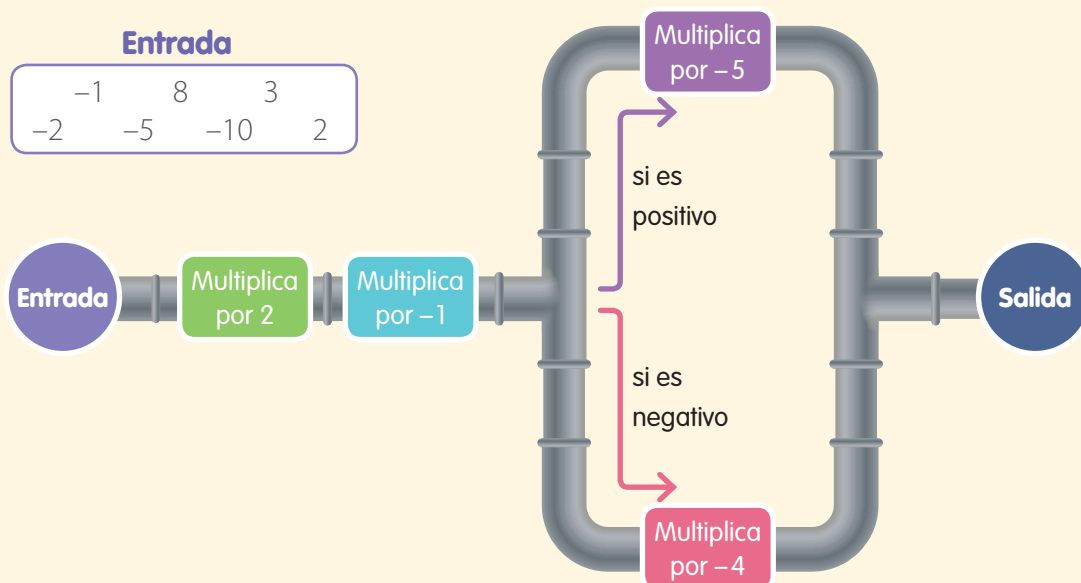 Entrada
–1 8 3
–2 –5 –10 2
Multiplica
por –5
si es
positivo
Entrada
Multiplica
por 2
Multiplica
por –1
Salida
si es
negativo
Multiplica
por –4